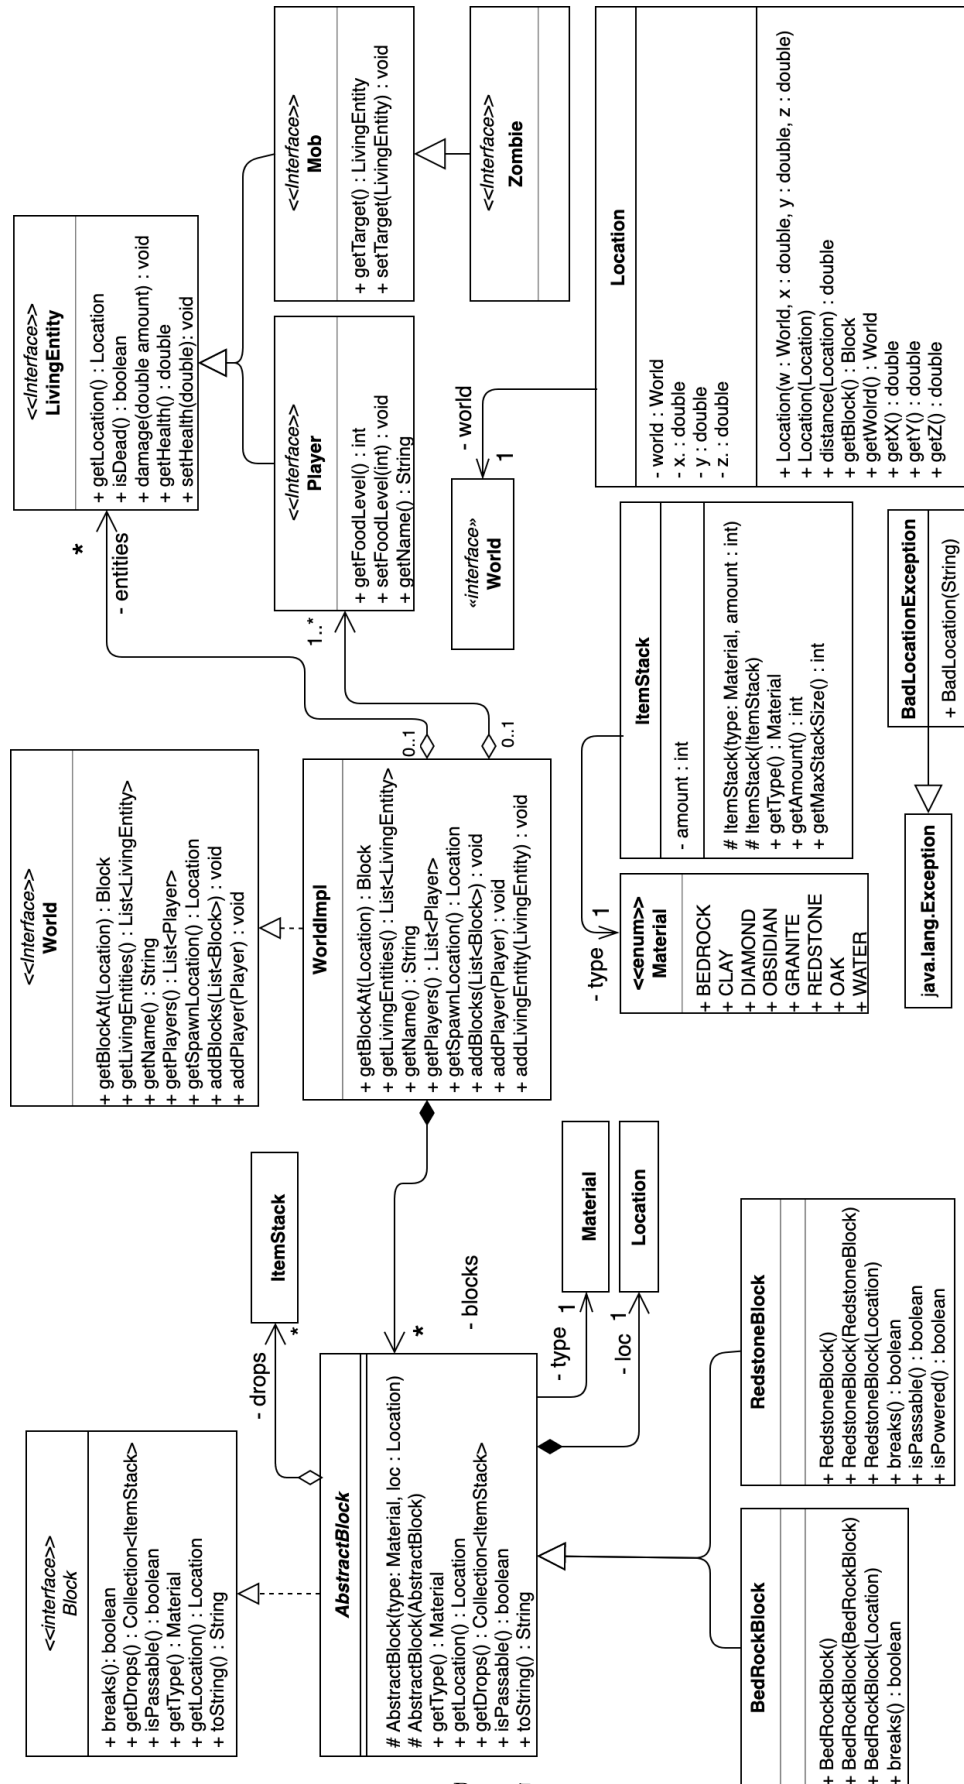 <<interface>>
Block
+ breaks(): boolean
+ getDrops() : Collection<ItemStack>
+ isPassable() : boolean
+ getType() : Material
+ getLocation() : Location
+ toString() : String
- drops
*
ItemStack
AbstractBlock
# AbstractBlock(type: Material, loc : Location)
# AbstractBlock(AbstractBlock)
+ getType() : Material
+ getLocation() : Location
+ getDrops() : Collection<ItemStack>
+ isPassable() : boolean
+ toString() : String
*
- blocks
- type
1
Material
- loc
1
Location
BedRockBlock
+ BedRockBlock()
+ BedRockBlock(BedRockBlock)
+ BedRockBlock(Location)
+ breaks() : boolean
RedstoneBlock
+ RedstoneBlock()
+ RedstoneBlock(RedstoneBlock)
+ RedstoneBlock(Location)
+ breaks() : boolean
+ isPassable() : boolean
+ isPowered() : boolean
<<Interface>>
World
+ getBlockAt(Location) : Block
+ getLivingEntities() : List<LivingEntity>
+ getName() : String
+ getPlayers() : List<Player>
+ getSpawnLocation() : Location
+ addBlocks(List<Block>) : void
+ addPlayer(Player) : void
WorldImpl
+ getBlockAt(Location) : Block
+ getLivingEntities() : List<LivingEntity>
+ getName() : String
+ getPlayers() : List<Player>
+ getSpawnLocation() : Location
+ addBlocks(List<Block>) : void
+ addPlayer(Player) : void
+ addLivingEntity(LivingEntity) : void
0..1
0..1
*
- entities
1..*
<<Interface>>
LivingEntity
+ getLocation() : Location
+ isDead() : boolean
+ damage(double amount) : void
+ getHealth() : double
+ setHealth(double): void
<<Interface>>
Player
+ getFoodLevel() : int
+ setFoodLevel(int) : void
+ getName() : String
<<Interface>>
Mob
+ getTarget() : LivingEntity
+ setTarget(LivingEntity) : void
<<Interface>>
Zombie
«interface»
World
- world
1
Location
- world : World
- x. : double
- y : double
- z. : double
+ Location(w : World, x : double, y : double, z : double)
+ Location(Location)
+ distance(Location) : double
+ getBlock() : Block
+ getWolrd() : World
+ getX() : double
+ getY() : double
+ getZ() : double
- type
1
<<enum>>
Material
+ BEDROCK
+ CLAY
+ DIAMOND
+ OBSIDIAN
+ GRANITE
+ REDSTONE
+ OAK
+ WATER
ItemStack
- amount : int
# ItemStack(type: Material, amount : int)
# ItemStack(ItemStack)
+ getType() : Material
+ getAmount() : int
+ getMaxStackSize() : int
java.lang.Exception
BadLocationException
+ BadLocation(String)